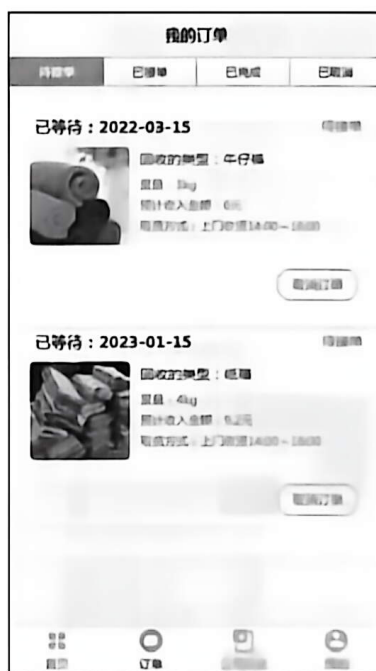 我的订单
待接单 已接单 已完成 已取消
已等待：2022-03-15 待接单
回收的类型：牛仔裤
重量：3kg
预计收入金额：6元
取货方式：上门收货14:00～18:00
取消订单
已等待：2023-01-15 待接单
回收的类型：纸箱
重量：4kg
预计收入金额：9.2元
取货方式：上门收货14:00～18:00
取消订单
首页 订单